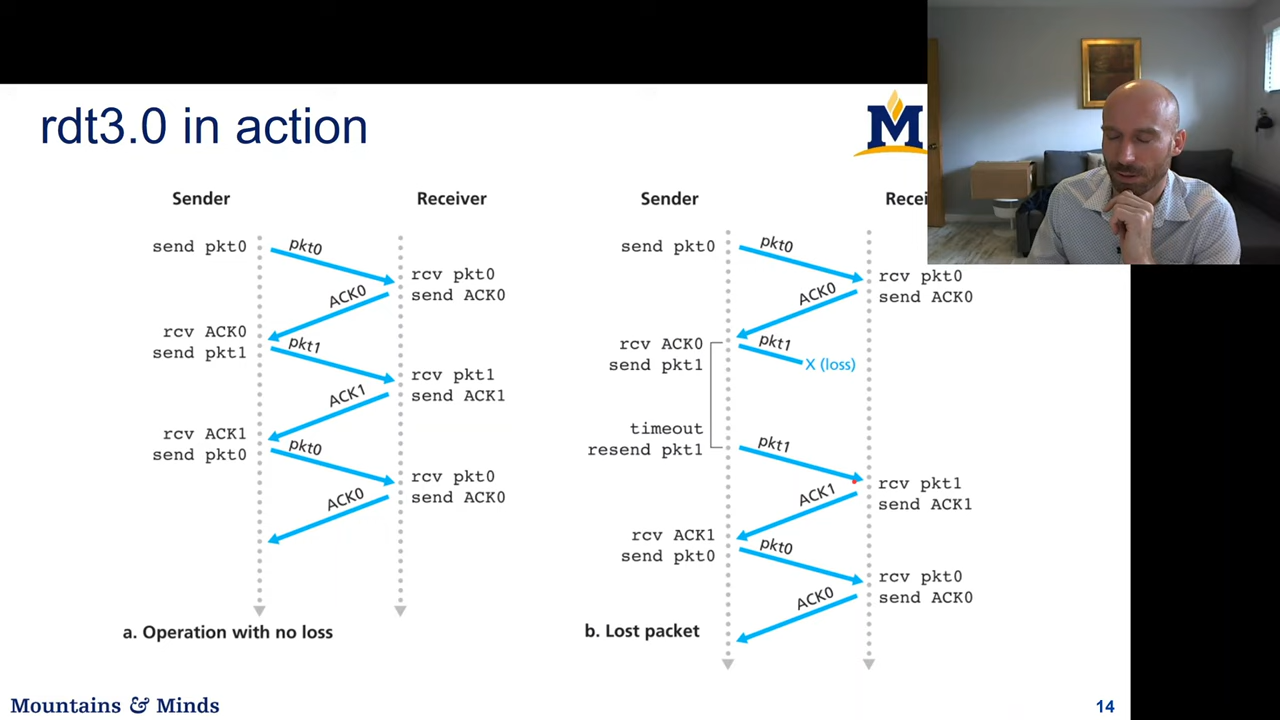 rdt3.0 in action
M
Sender
Receiver
send pkt0
pkt0
rcv pkt0
send ACK0
ACK0
rcv ACK0
send pkt1
pkt1
rcv pkt1
send ACK1
ACK1
rcv ACK1
send pkt0
pkt0
rcv pkt0
send ACK0
ACK0
a. Operation with no loss
Sender
Recei
send pkt0
pkt0
rcv pkt0
send ACK0
ACK0
rcv ACK0
send pkt1
pkt1
X (loss)
timeout
resend pkt1
pkt1
rcv pkt1
send ACK1
ACK1
rcv ACK1
send pkt0
pkt0
rcv pkt0
send ACK0
ACK0
b. Lost packet
Mountains & Minds
14